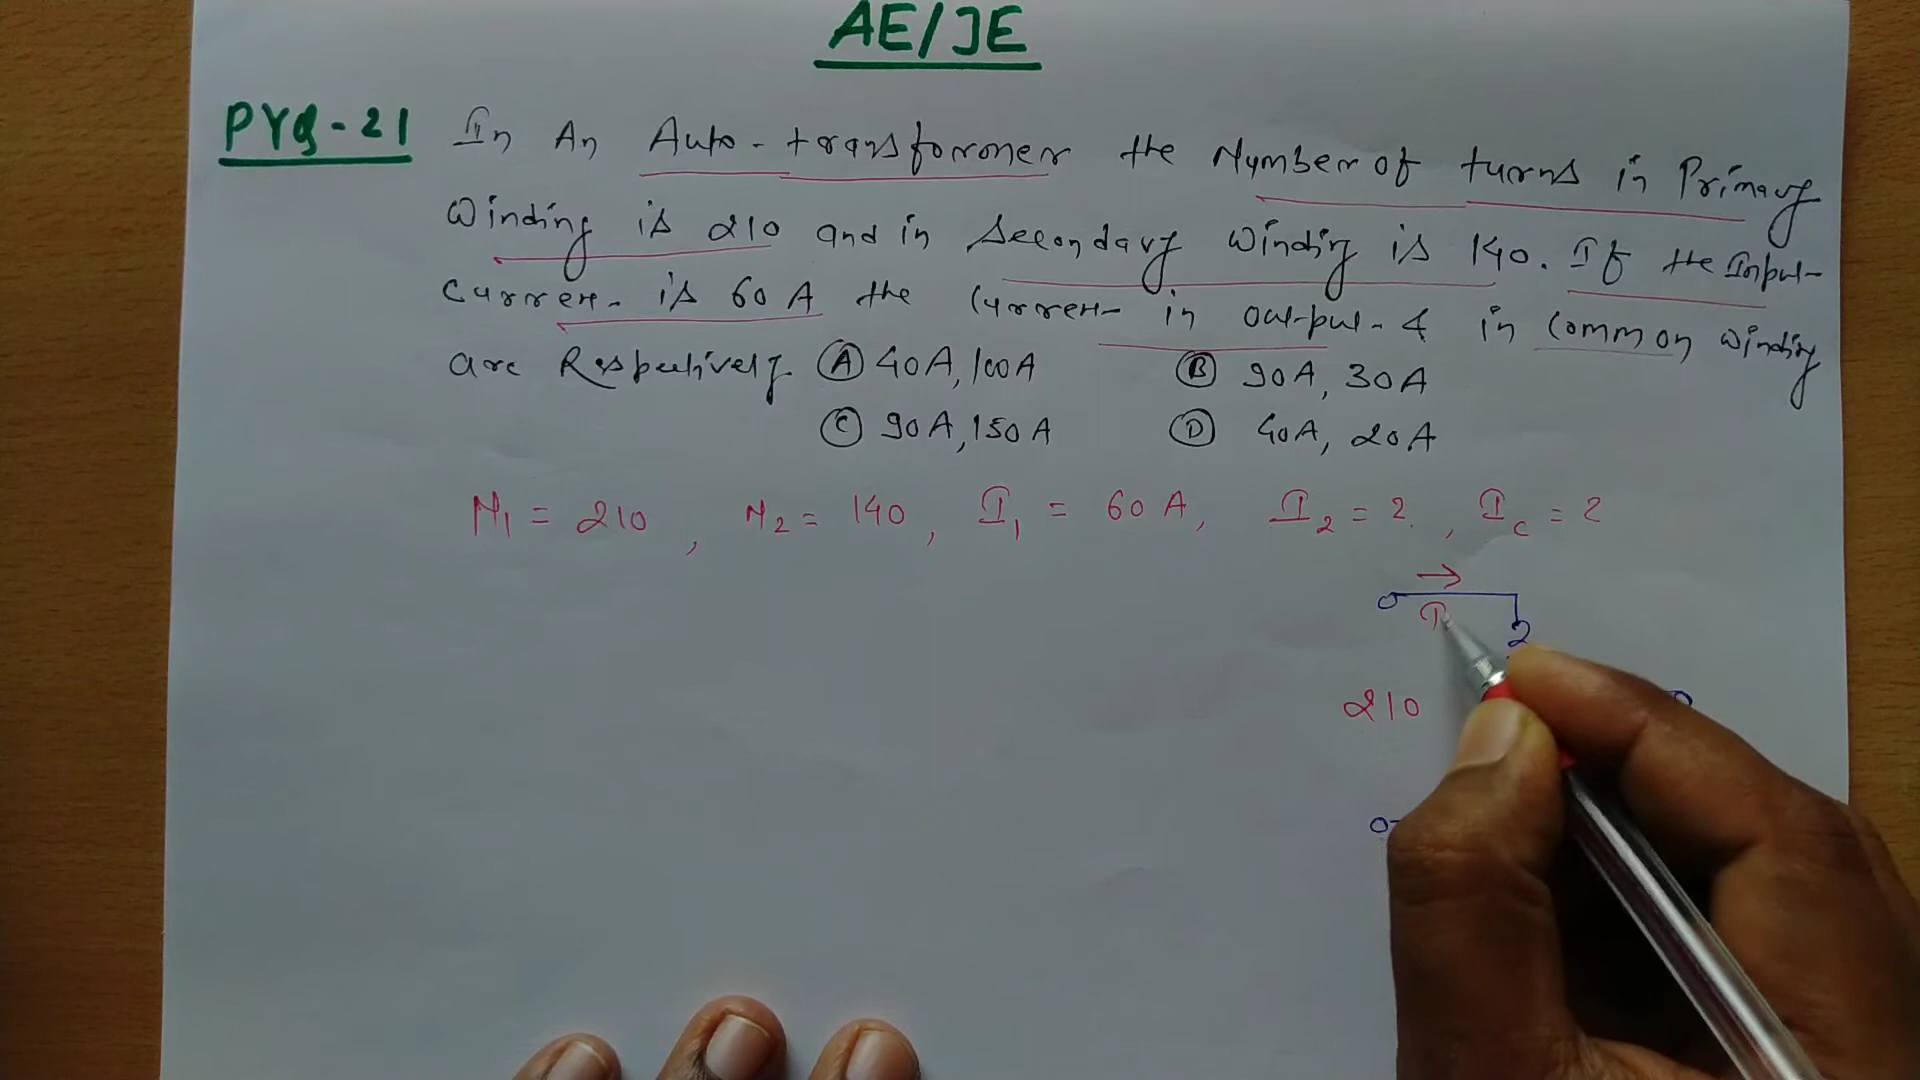 AE/JE
PYQ-21 In An Auto-transformer the Number of turns in Primary
Winding is 210 and in Secondary Winding is 140. If the Input
Current is 60 A the Current in output & in Common Winding
are Respectively (A) 40A, 100A (B) 90A, 30A
(C) 90A, 150A (D) 40A, 20A
N1 = 210, N2 = 140, I1 = 60 A, I2 = ?, Ic = ?
I
210